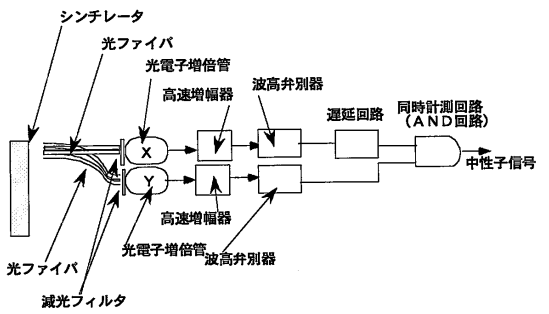 シンチレータ
光ファイバ
光電子増倍管
高速増幅器
波高弁別器
遅延回路
同時計測回路
(AND回路)
X
中性子信号
Y
高速増幅器
光電子増倍管
波高弁別器
光ファイバ
減光フィルタ